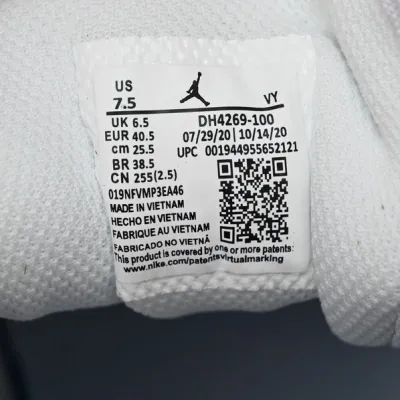 US
7.5
VY
UK 6.5
EUR 40.5
cm 25.5
BR 38.5
CN 255(2.5)
DH4269-100
07/29/20 | 10/14/20
UPC 001944955652121
019NFVMP3EA46
MADE IN VIETNAM
HECHO EN VIETNAM
FABRIQUE AU VIETNAM
FABRICADO NO VIETNÃ
This product is covered by one or more patents:
www.nike.com/patentsvirtualmarking